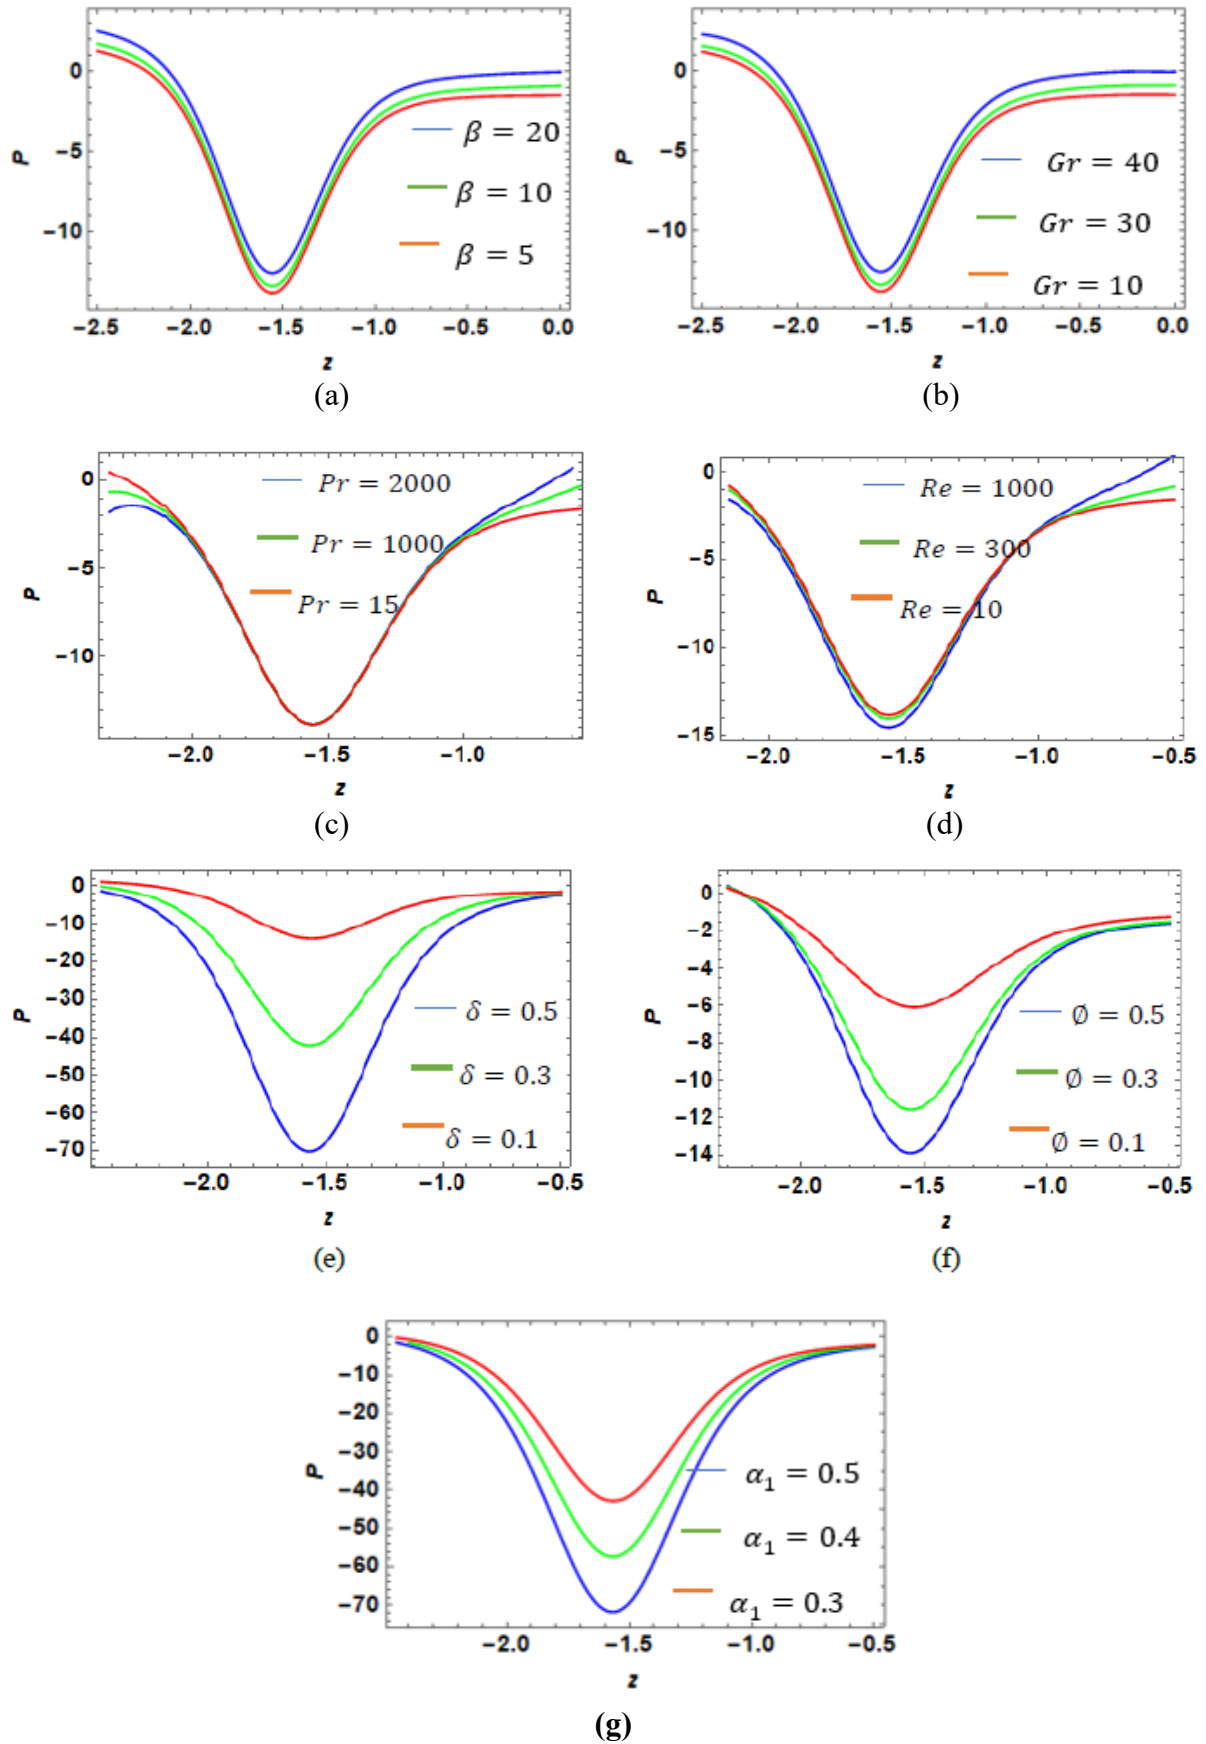 0
−5
−10
P
β = 20
β = 10
β = 5
−2.5 −2.0 −1.5 −1.0 −0.5 0.0
z
(a)
0
−5
−10
P
Gr = 40
Gr = 30
Gr = 10
−2.5 −2.0 −1.5 −1.0 −0.5 0.0
z
(b)
0
−5
−10
P
Pr = 2000
Pr = 1000
Pr = 15
−2.0 −1.5 −1.0
z
(c)
0
−5
−10
−15
P
Re = 1000
Re = 300
Re = 10
−2.0 −1.5 −1.0 −0.5
z
(d)
0
−10
−20
−30
−40
−50
−60
−70
P
δ = 0.5
δ = 0.3
δ = 0.1
−2.0 −1.5 −1.0 −0.5
z
(e)
0
−2
−4
−6
−8
−10
−12
−14
P
Ø = 0.5
Ø = 0.3
Ø = 0.1
−2.0 −1.5 −1.0 −0.5
z
(f)
0
−10
−20
−30
−40
−50
−60
−70
P
α₁ = 0.5
α₁ = 0.4
α₁ = 0.3
−2.0 −1.5 −1.0 −0.5
z
(g)